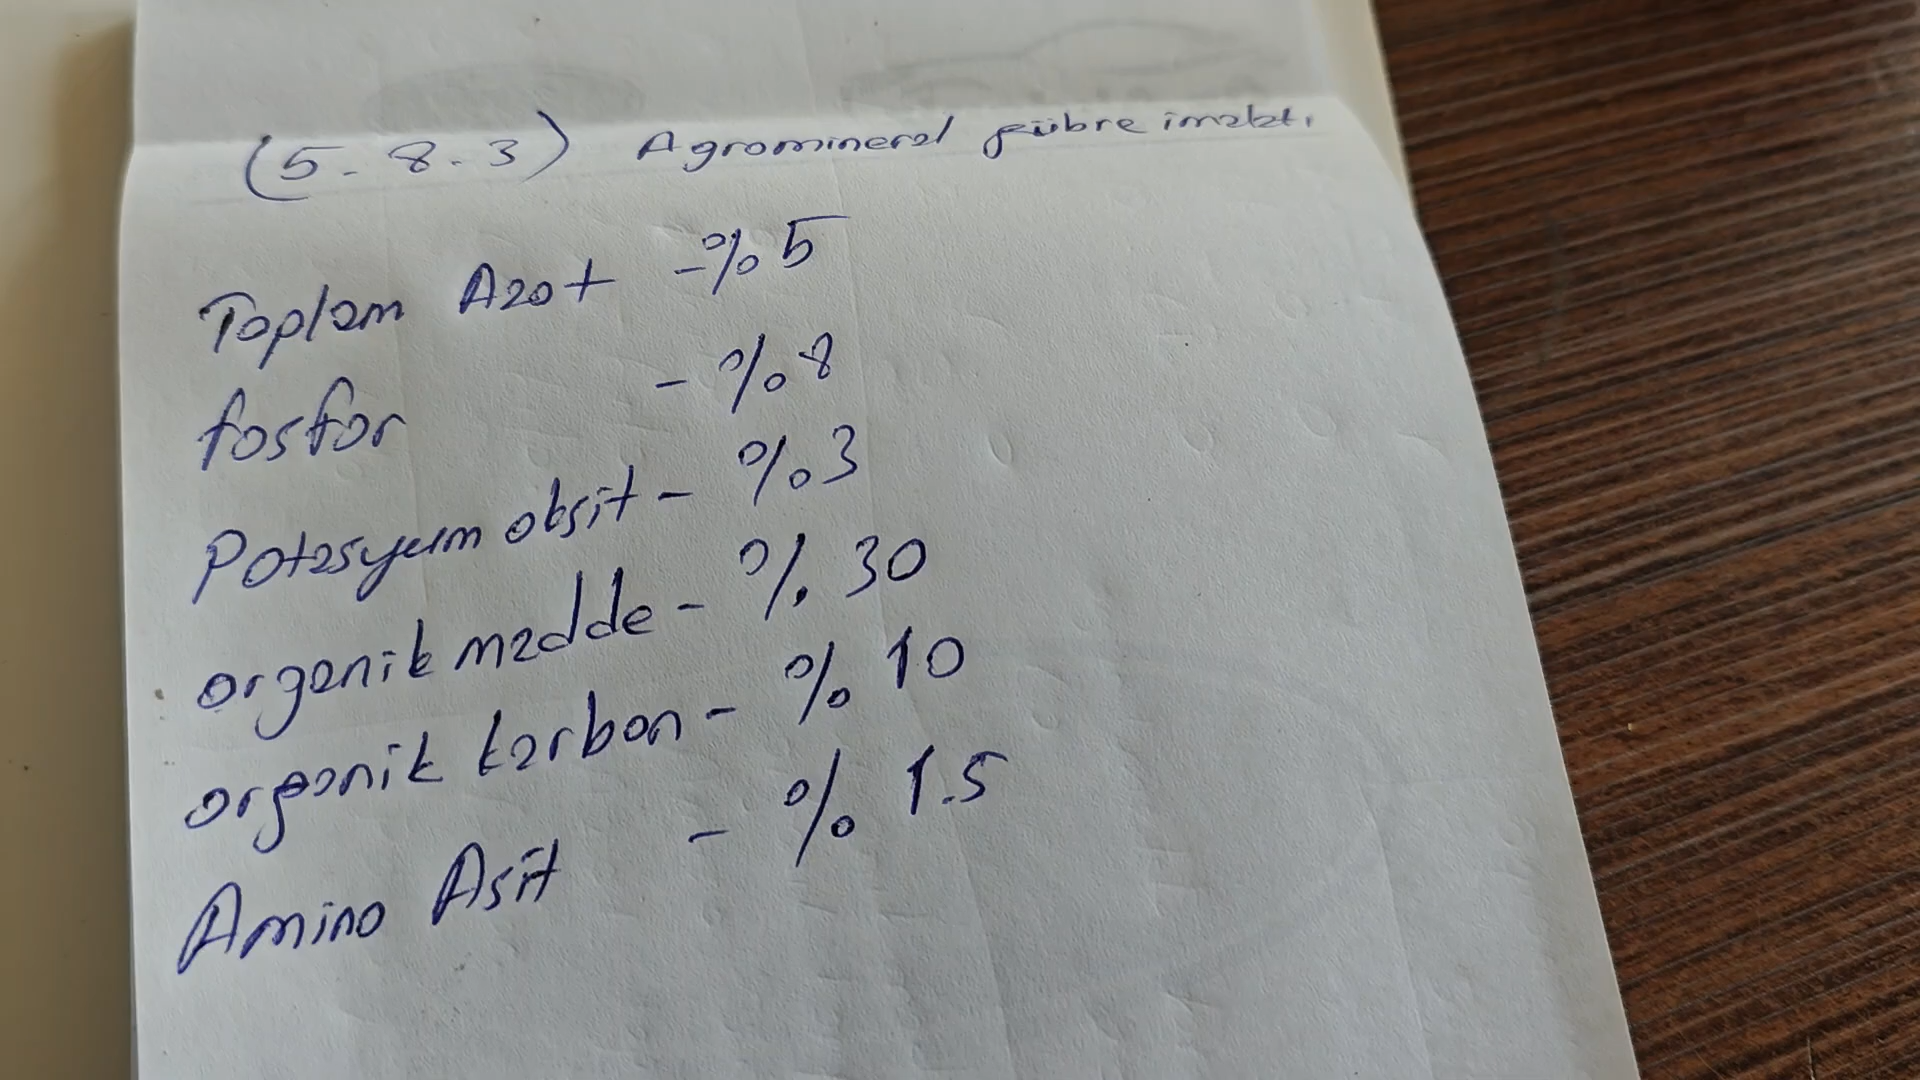 (5-8-3) Agromineral gübre imalatı
Toplam Azot -%5
fosfor - %8
Potasyum oksit - %3
organik madde - %30
organik karbon - %10
Amino Asit - %1.5